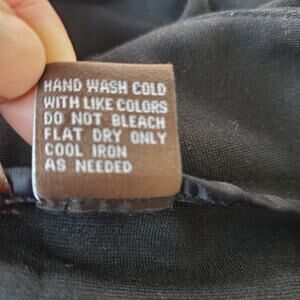 HAND WASH COLD
WITH LIKE COLORS
DO NOT BLEACH
FLAT DRY ONLY
COOL IRON
AS NEEDED